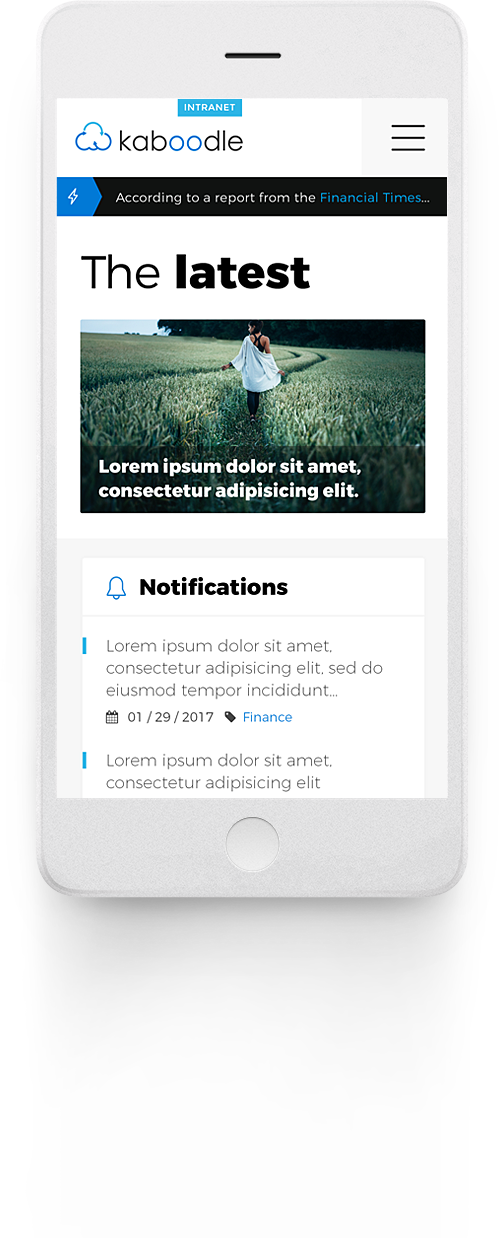 INTRANET
kaboodle
According to a report from the Financial Times...
The latest
Lorem ipsum dolor sit amet,
consectetur adipisicing elit.
Notifications
Lorem ipsum dolor sit amet,
consectetur adipisicing elit, sed do
eiusmod tempor incididunt...
01 / 29 / 2017 Finance
Lorem ipsum dolor sit amet,
consectetur adipisicing elit